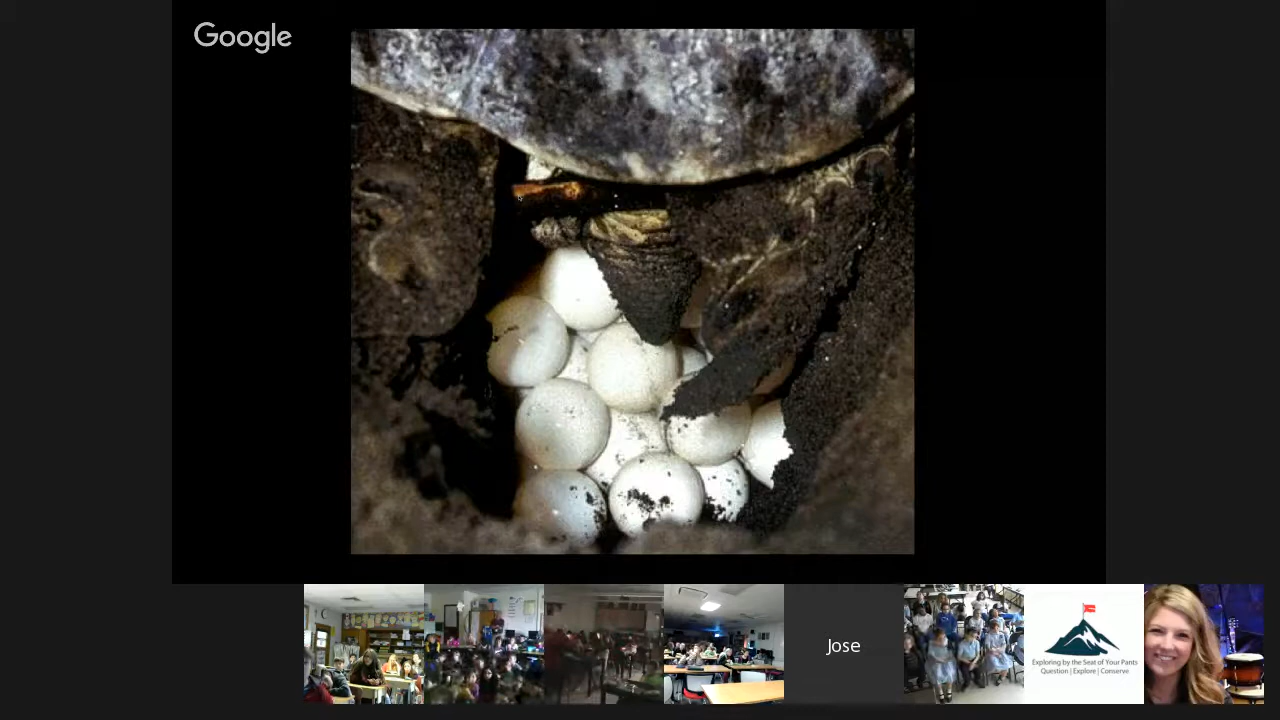 Google
Jose
Exploring by the Seat of Your Pants
Question | Explore | Conserve